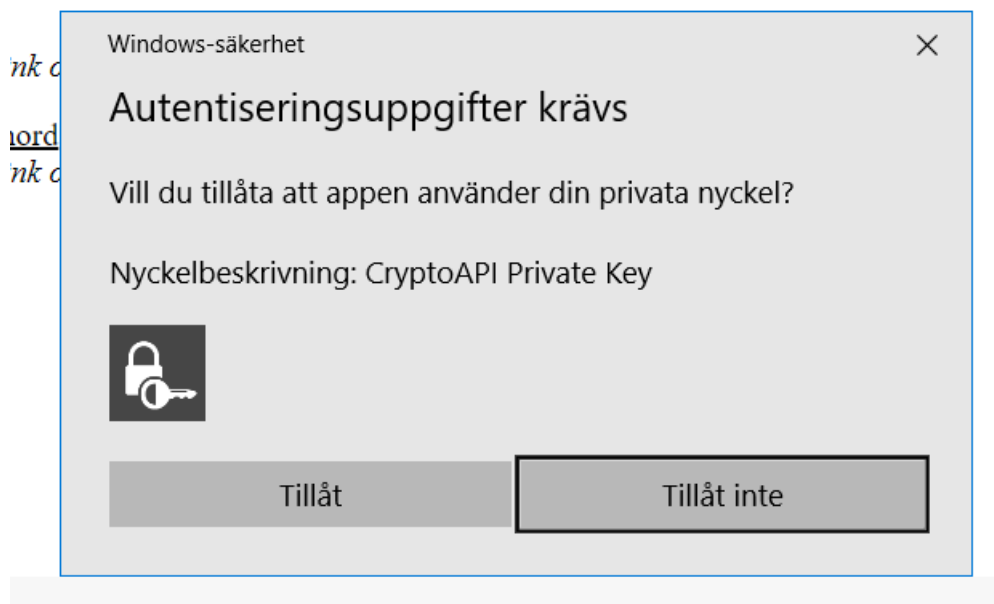 Windows-säkerhet
Autentiseringsuppgifter krävs
Vill du tillåta att appen använder din privata nyckel?
Nyckelbeskrivning: CryptoAPI Private Key
Tillåt
Tillåt inte